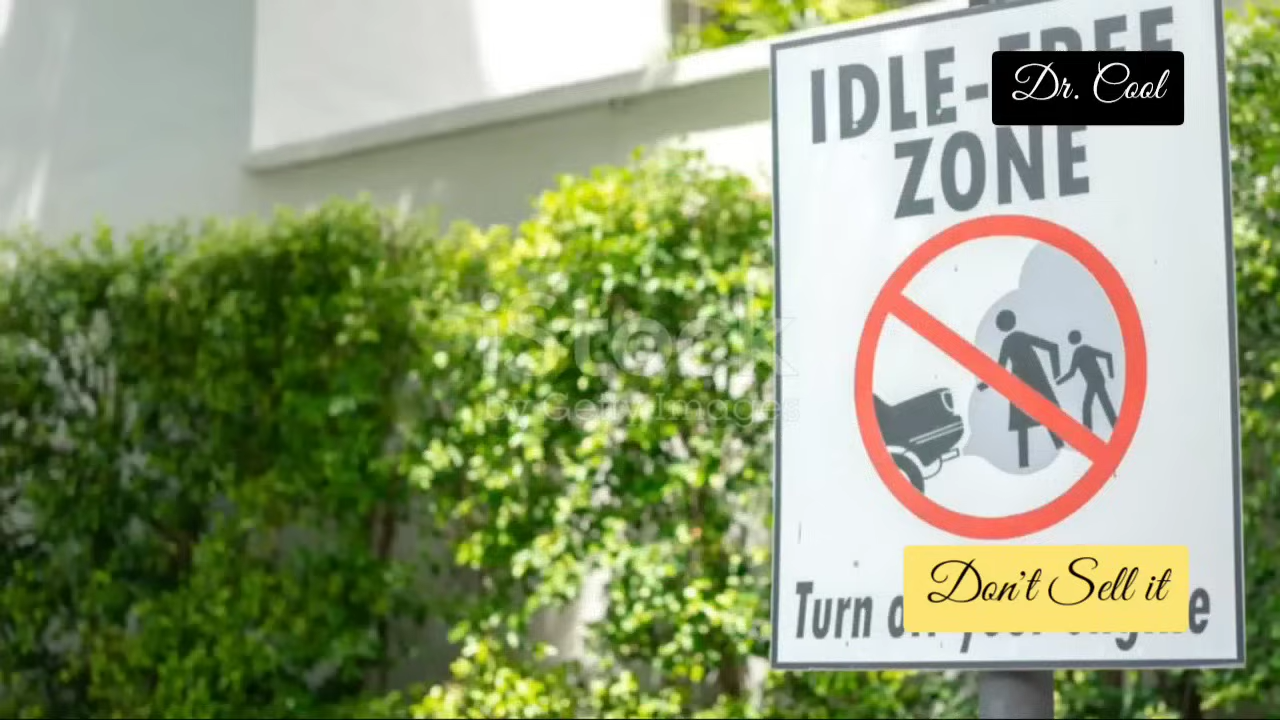 IDLE-FREE
Dr. Cool
ZONE
iStock
by Getty Images
Don't Sell it
Turn off your engine